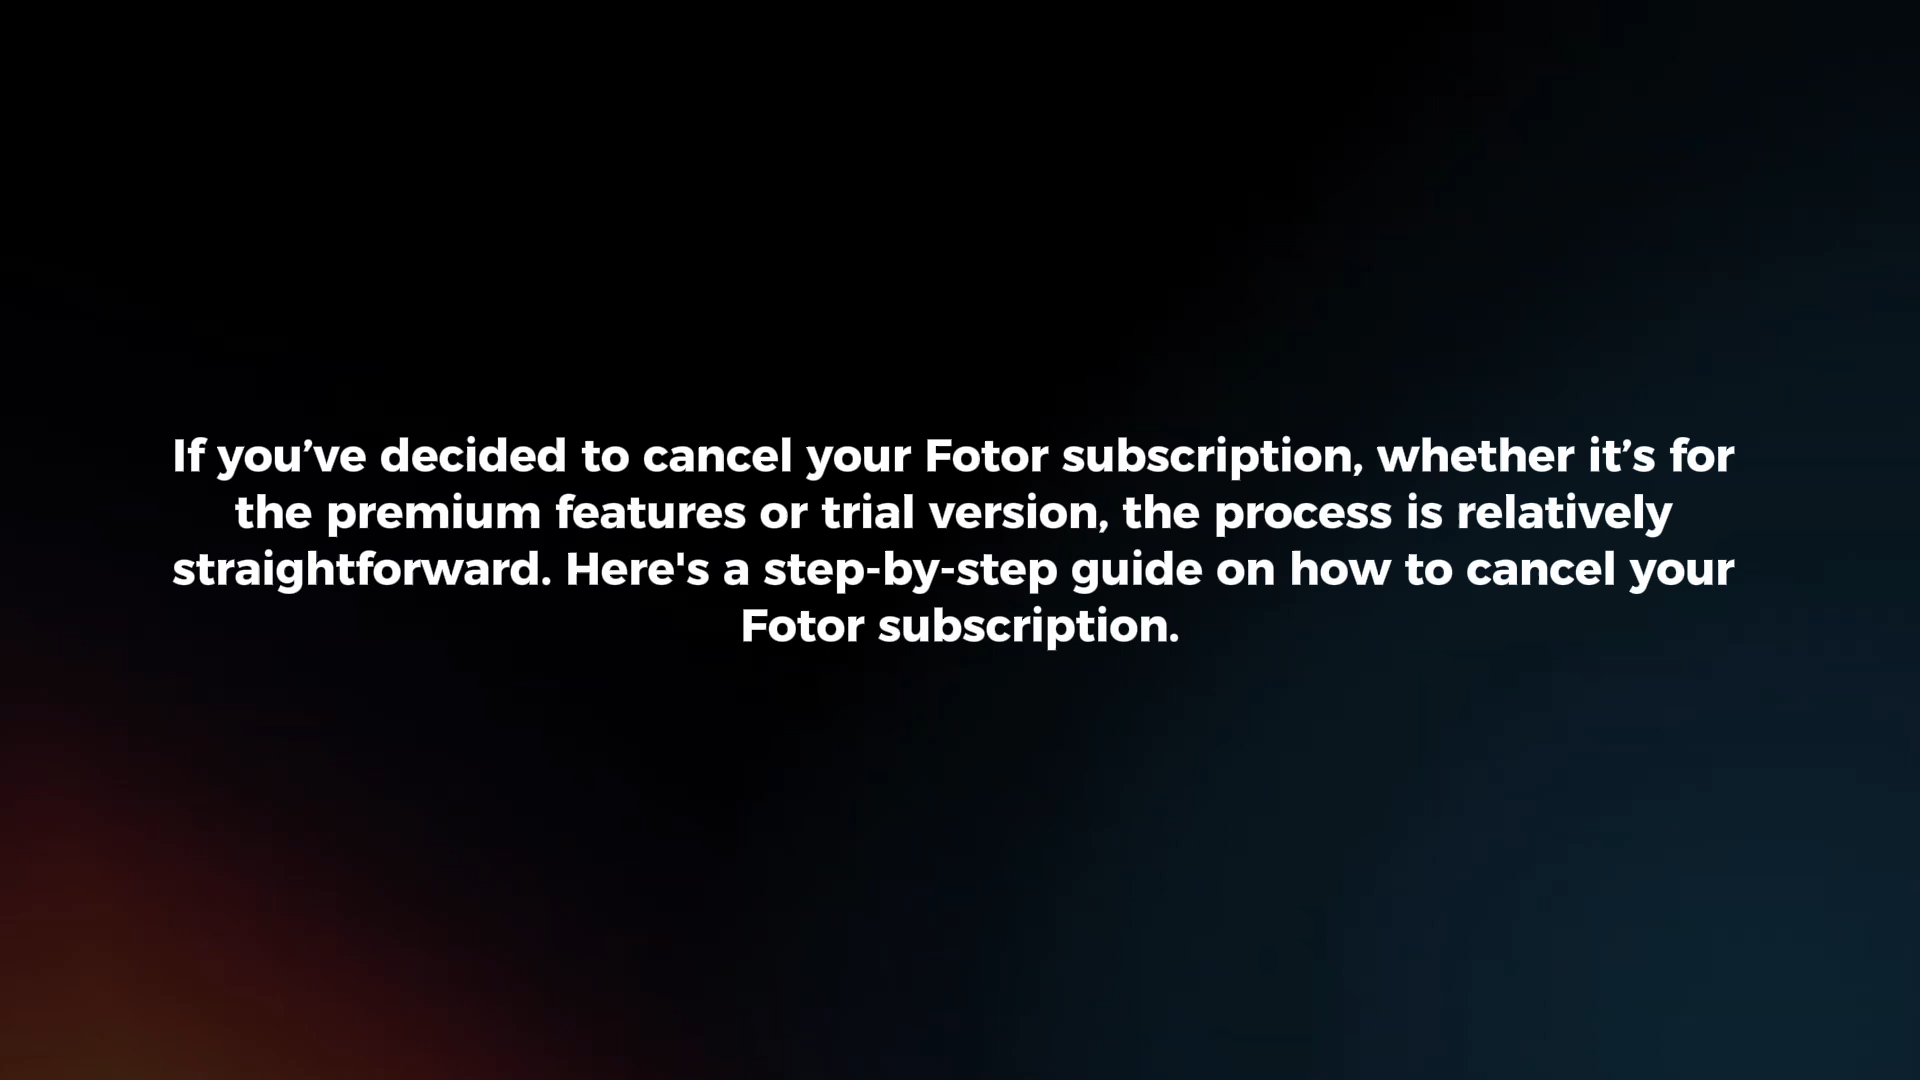 If you’ve decided to cancel your Fotor subscription, whether it’s for
the premium features or trial version, the process is relatively
straightforward. Here's a step-by-step guide on how to cancel your
Fotor subscription.